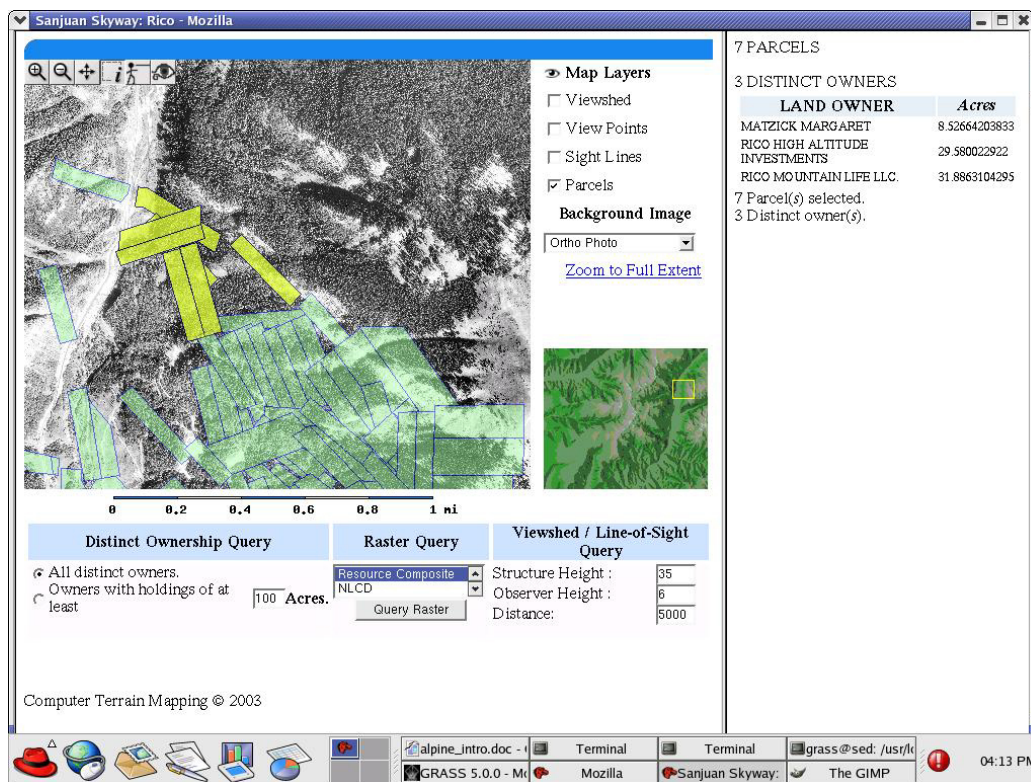 Sanjuan Skyway: Rico - Mozilla
Map Layers
Viewshed
View Points
Sight Lines
Parcels
Background Image
Ortho Photo
Zoom to Full Extent
0 0.2 0.4 0.6 0.8 1 mi
Distinct Ownership Query
All distinct owners.
Owners with holdings of at
least
100 Acres.
Raster Query
Resource Composite
NLCD
Query Raster
Viewshed / Line-of-Sight
Query
Structure Height : 35
Observer Height : 6
Distance: 5000
Computer Terrain Mapping © 2003
7 PARCELS
3 DISTINCT OWNERS
LAND OWNER Acres
MATZICK MARGARET 8.52664203833
RICO HIGH ALTITUDE
INVESTMENTS 29.580022922
RICO MOUNTAIN LIFE LLC. 31.8863104295
7 Parcel(s) selected.
3 Distinct owner(s).
alpine_intro.doc -
Terminal
Terminal
grass@sed: /usr/l
GRASS 5.0.0 - M
Mozilla
Sanjuan Skyway:
The GIMP
04:13 PM